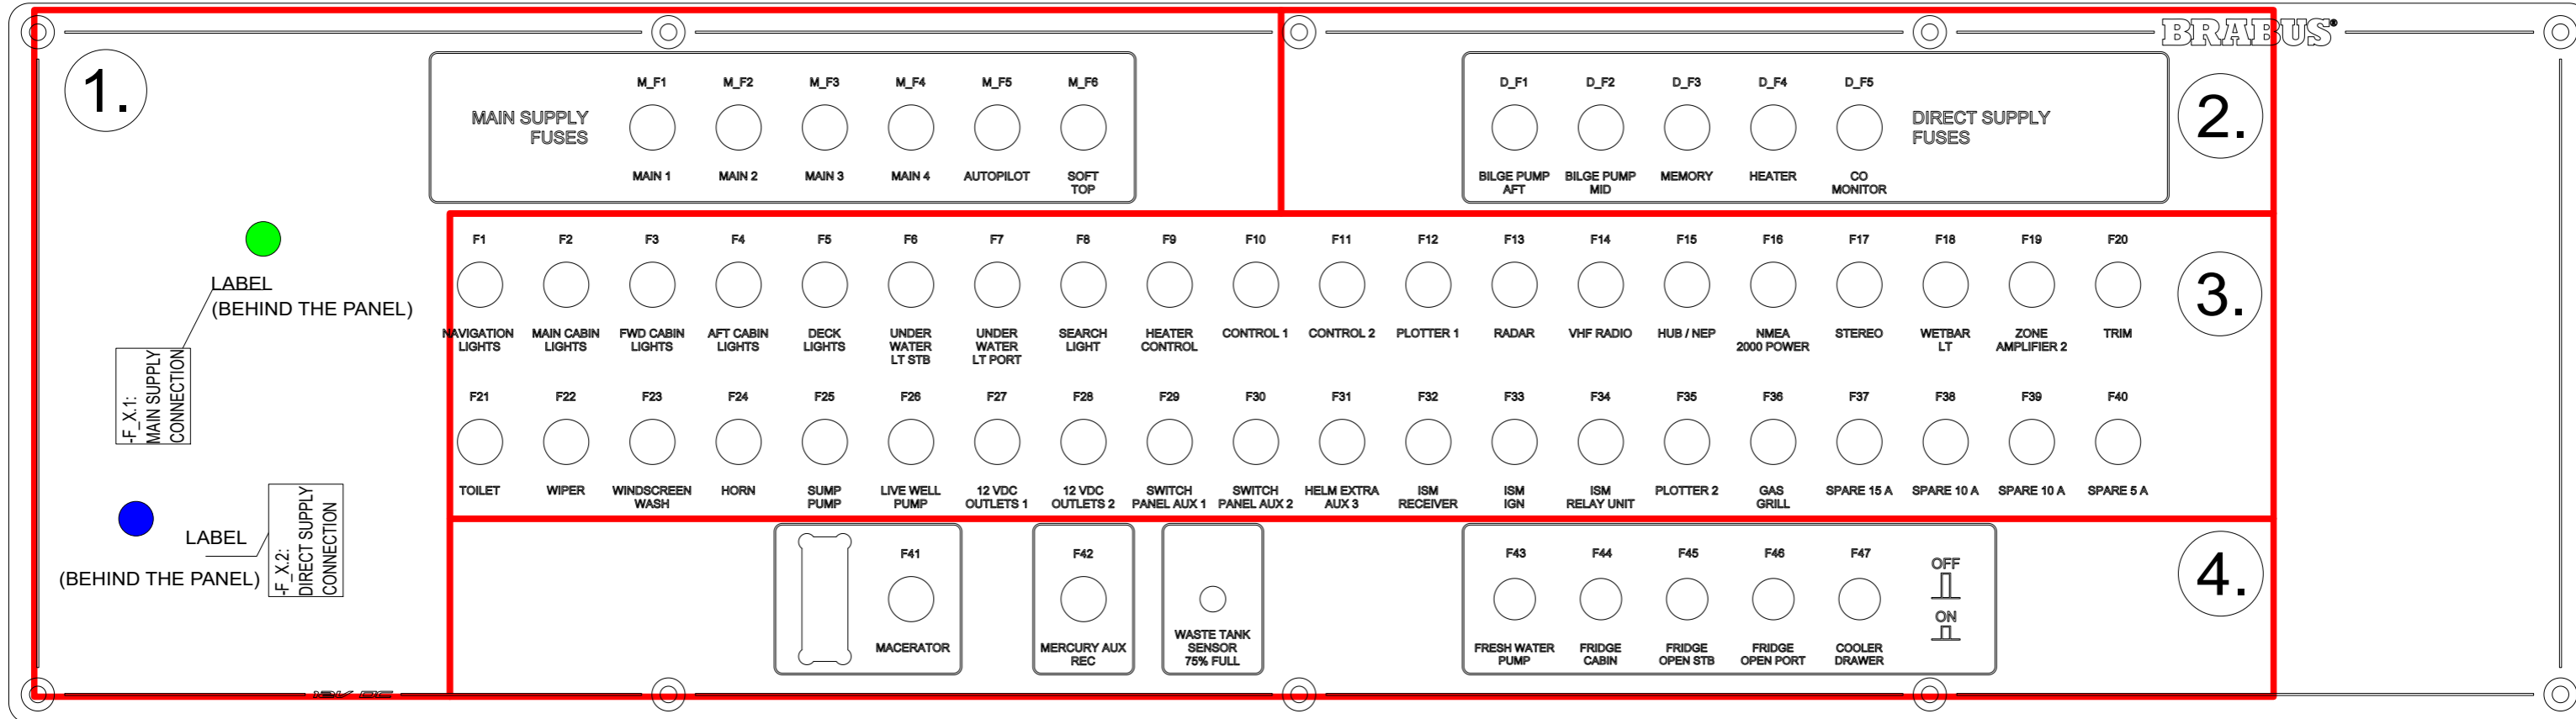 BRABUS®
1.
M_F1 M_F2 M_F3 M_F4 M_F5 M_F6
MAIN SUPPLY
FUSES
MAIN 1 MAIN 2 MAIN 3 MAIN 4 AUTOPILOT SOFT
TOP
D_F1 D_F2 D_F3 D_F4 D_F5
DIRECT SUPPLY
FUSES
BILGE PUMP BILGE PUMP MEMORY HEATER CO
AFT MID MONITOR
2.
LABEL
(BEHIND THE PANEL)
-F_X.1:
MAIN SUPPLY
CONNECTION
LABEL
(BEHIND THE PANEL)
-F_X.2:
DIRECT SUPPLY
CONNECTION
F1 F2 F3 F4 F5 F6 F7 F8 F9 F10 F11 F12 F13 F14 F15 F16 F17 F18 F19 F20
NAVIGATION MAIN CABIN FWD CABIN AFT CABIN DECK UNDER UNDER SEARCH HEATER CONTROL 1 CONTROL 2 PLOTTER 1 RADAR VHF RADIO HUB / NEP NMEA STEREO WETBAR ZONE TRIM
LIGHTS LIGHTS LIGHTS LIGHTS LIGHTS WATER WATER LIGHT CONTROL 2000 POWER LT AMPLIFIER 2
LT STB LT PORT
3.
F21 F22 F23 F24 F25 F26 F27 F28 F29 F30 F31 F32 F33 F34 F35 F36 F37 F38 F39 F40
TOILET WIPER WINDSCREEN HORN SUMP LIVE WELL 12 VDC 12 VDC SWITCH SWITCH HELM EXTRA ISM ISM ISM PLOTTER 2 GAS SPARE 15 A SPARE 10 A SPARE 10 A SPARE 5 A
WASH PUMP PUMP OUTLETS 1 OUTLETS 2 PANEL AUX 1 PANEL AUX 2 AUX 3 RECEIVER IGN RELAY UNIT GRILL
F41
MACERATOR
F42
MERCURY AUX
REC
WASTE TANK
SENSOR
75% FULL
F43 F44 F45 F46 F47
FRESH WATER FRIDGE FRIDGE FRIDGE COOLER
PUMP CABIN OPEN STB OPEN PORT DRAWER
OFF
ON
4.